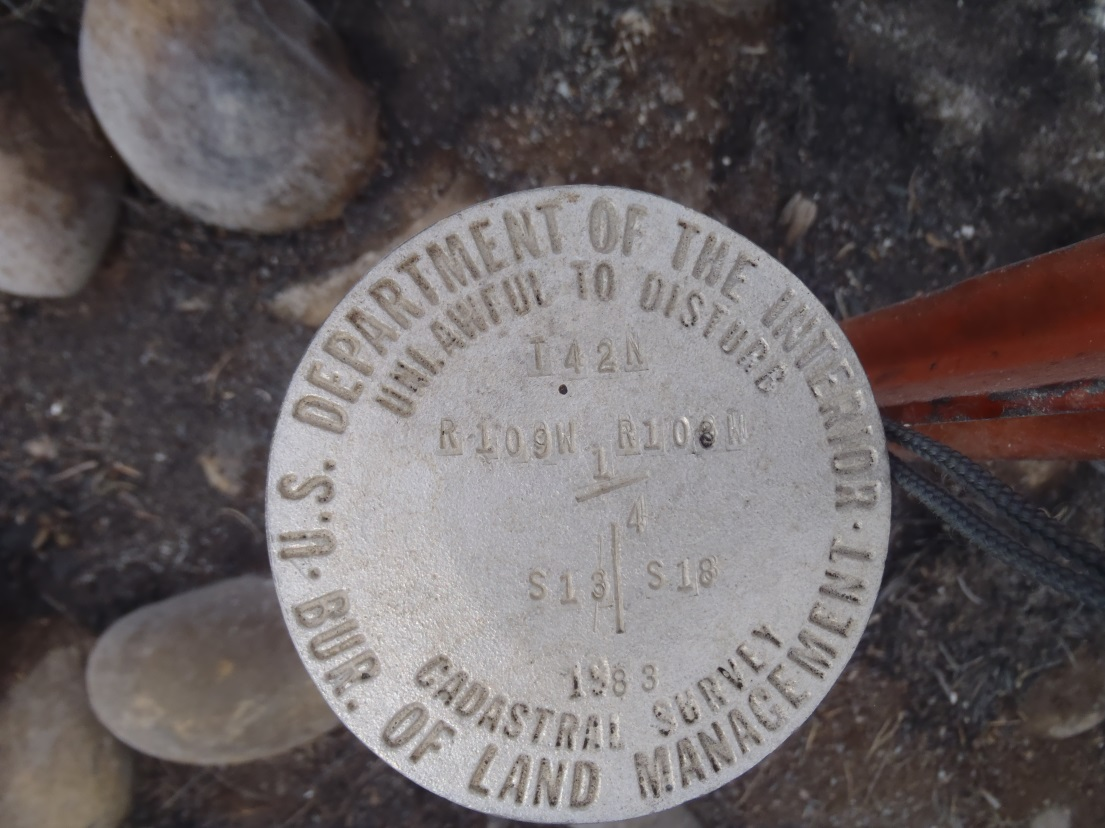 U.S. DEPARTMENT OF THE INTERIOR
UNLAWFUL TO DISTURB
T42N
R109W R108W
1/4
S13 S18
1983
CADASTRAL SURVEY
BUR. OF LAND MANAGEMENT